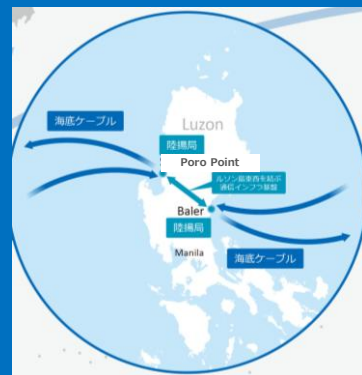 海底ケーブル
Luzon
陸揚局
Poro Point
ルソン島東西を結ぶ
通信インフラ基盤
Baler
陸揚局
Manila
海底ケーブル